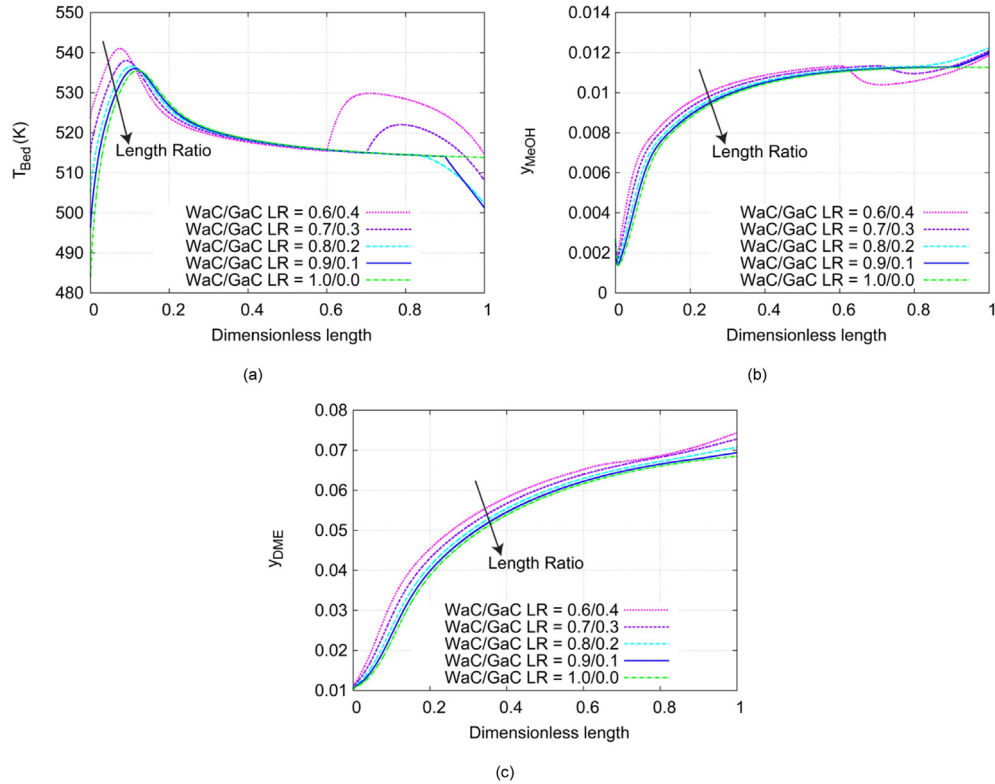 550
540
530
520
510
500
490
480
T_Bed (K)
Length Ratio
WaC/GaC LR = 0.6/0.4
WaC/GaC LR = 0.7/0.3
WaC/GaC LR = 0.8/0.2
WaC/GaC LR = 0.9/0.1
WaC/GaC LR = 1.0/0.0
0 0.2 0.4 0.6 0.8 1
Dimensionless length
(a)
0.014
0.012
0.010
0.008
0.006
0.004
0.002
0
y_MeOH
Length Ratio
WaC/GaC LR = 0.6/0.4
WaC/GaC LR = 0.7/0.3
WaC/GaC LR = 0.8/0.2
WaC/GaC LR = 0.9/0.1
WaC/GaC LR = 1.0/0.0
0 0.2 0.4 0.6 0.8 1
Dimensionless length
(b)
0.08
0.07
0.06
0.05
0.04
0.03
0.02
0.01
y_DME
Length Ratio
WaC/GaC LR = 0.6/0.4
WaC/GaC LR = 0.7/0.3
WaC/GaC LR = 0.8/0.2
WaC/GaC LR = 0.9/0.1
WaC/GaC LR = 1.0/0.0
0 0.2 0.4 0.6 0.8 1
Dimensionless length
(c)